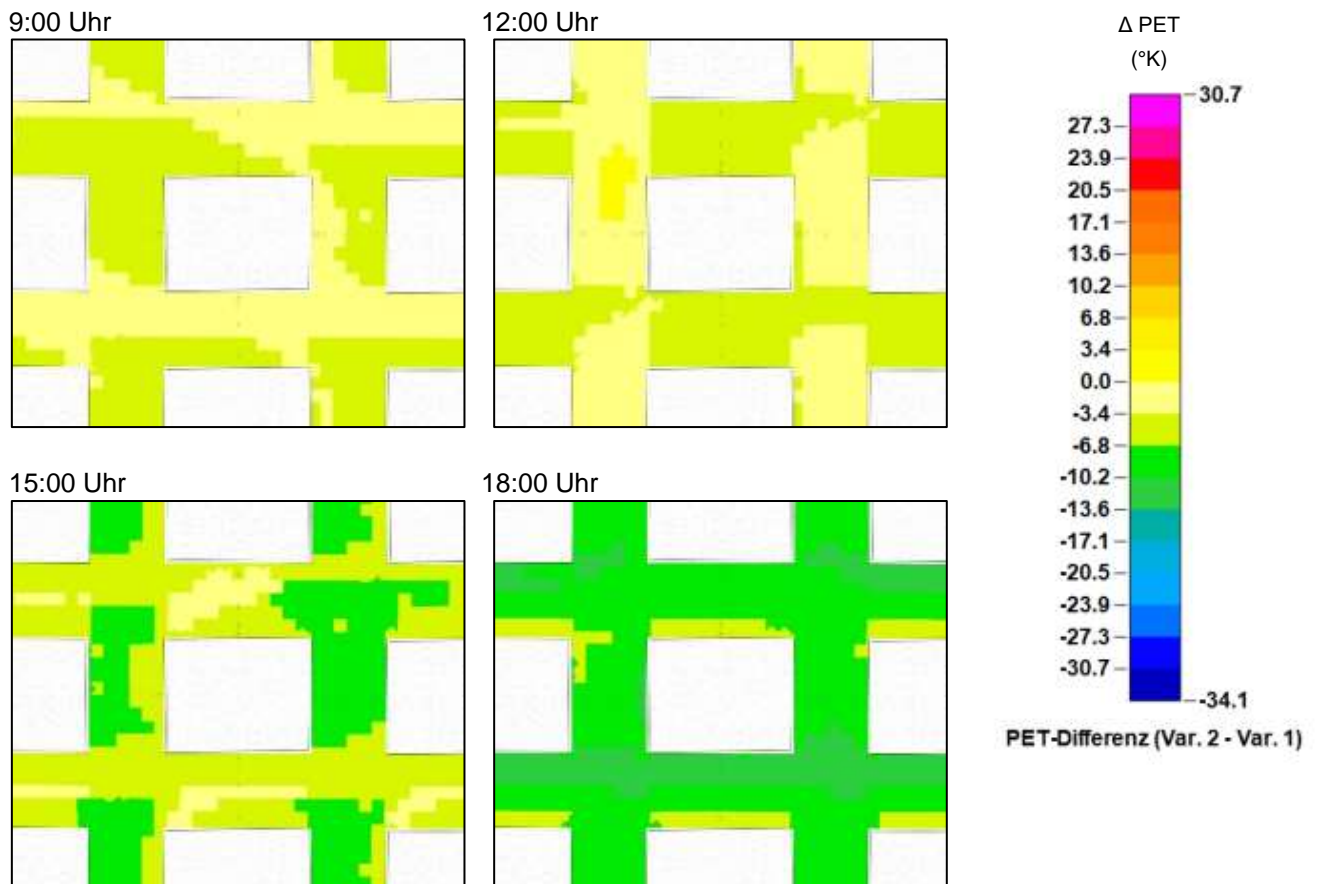 9:00 Uhr
12:00 Uhr
15:00 Uhr
18:00 Uhr
Δ PET
(°K)
30.7
27.3
23.9
20.5
17.1
13.6
10.2
6.8
3.4
0.0
-3.4
-6.8
-10.2
-13.6
-17.1
-20.5
-23.9
-27.3
-30.7
-34.1
PET-Differenz (Var. 2 - Var. 1)